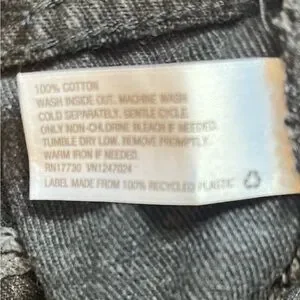 100% COTTON
WASH INSIDE OUT. MACHINE WASH
COLD SEPARATELY. GENTLE CYCLE.
ONLY NON-CHLORINE BLEACH IF NEEDED.
TUMBLE DRY LOW. REMOVE PROMPTLY.
WARM IRON IF NEEDED.
RN17730 VN1247024
LABEL MADE FROM 100% RECYCLED PLASTIC